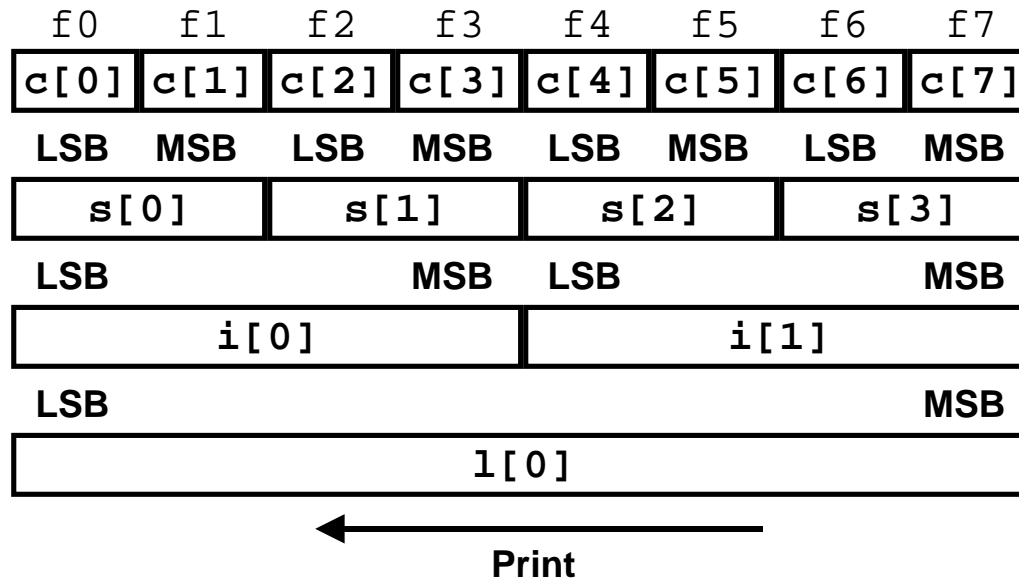 f0 f1 f2 f3 f4 f5 f6 f7
c[0] c[1] c[2] c[3] c[4] c[5] c[6] c[7]
LSB MSB LSB MSB LSB MSB LSB MSB
s[0] s[1] s[2] s[3]
LSB MSB LSB MSB
i[0] i[1]
LSB MSB
l[0]
Print